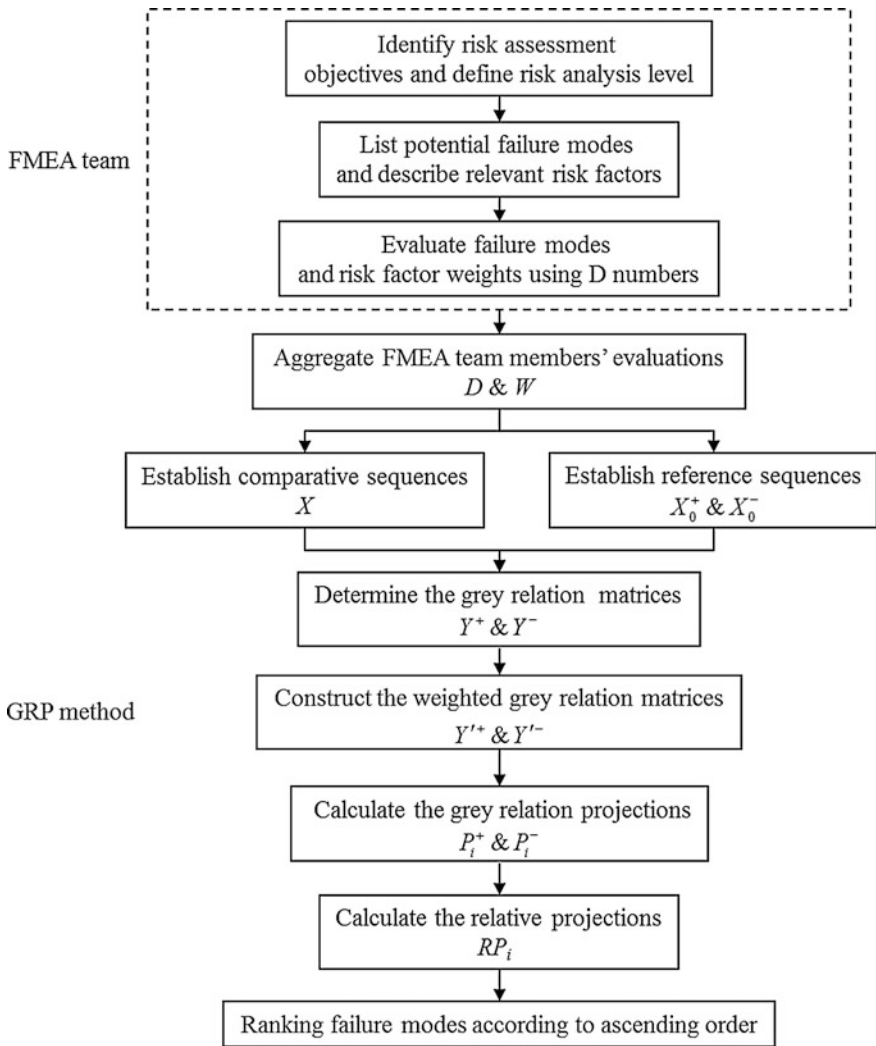 Identify risk assessment
objectives and define risk analysis level
List potential failure modes
and describe relevant risk factors
FMEA team
Evaluate failure modes
and risk factor weights using D numbers
Aggregate FMEA team members’ evaluations
D & W
Establish comparative sequences
X
Establish reference sequences
X₀⁺ & X₀⁻
Determine the grey relation matrices
Y⁺ & Y⁻
GRP method
Construct the weighted grey relation matrices
Y′⁺ & Y′⁻
Calculate the grey relation projections
Pᵢ⁺ & Pᵢ⁻
Calculate the relative projections
RPᵢ
Ranking failure modes according to ascending order